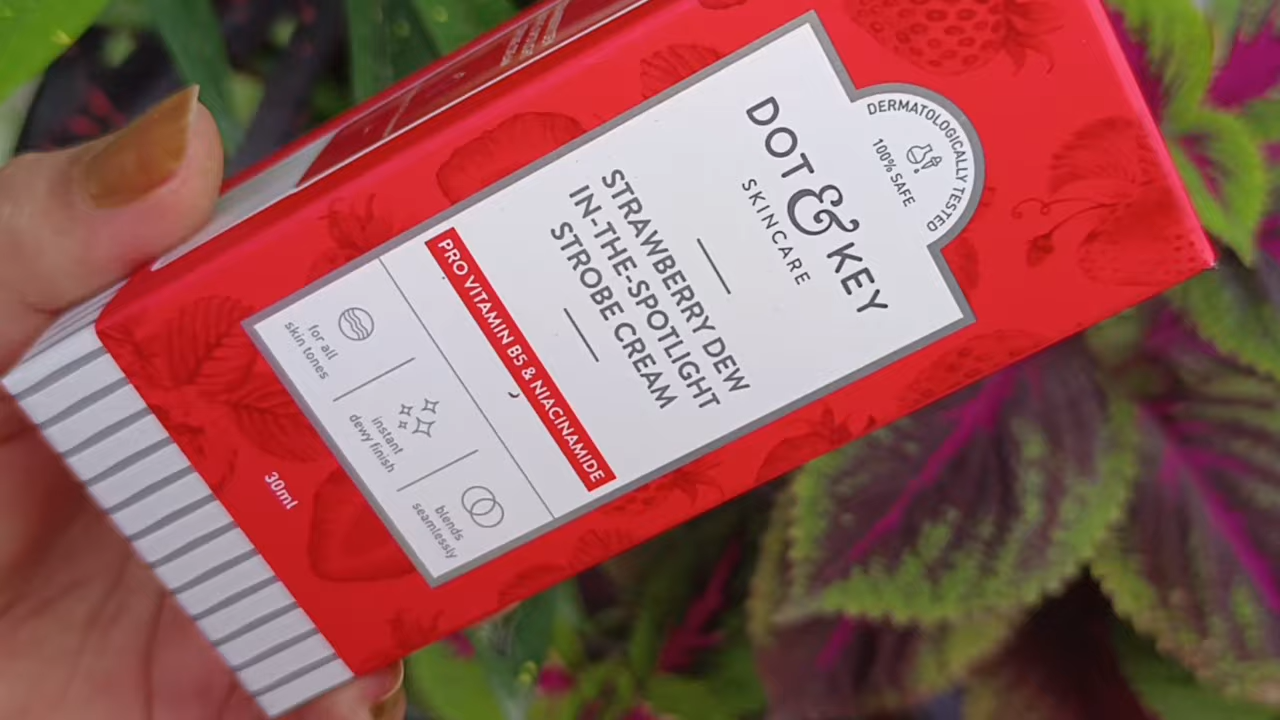 DERMATOLOGICALLY TESTED
100% SAFE
DOT & KEY
SKINCARE
STRAWBERRY DEW
IN-THE-SPOTLIGHT
STROBE CREAM
PRO VITAMIN B5 & NIACINAMIDE
for all
skin tones
instant
dewy finish
blends
seamlessly
30ml